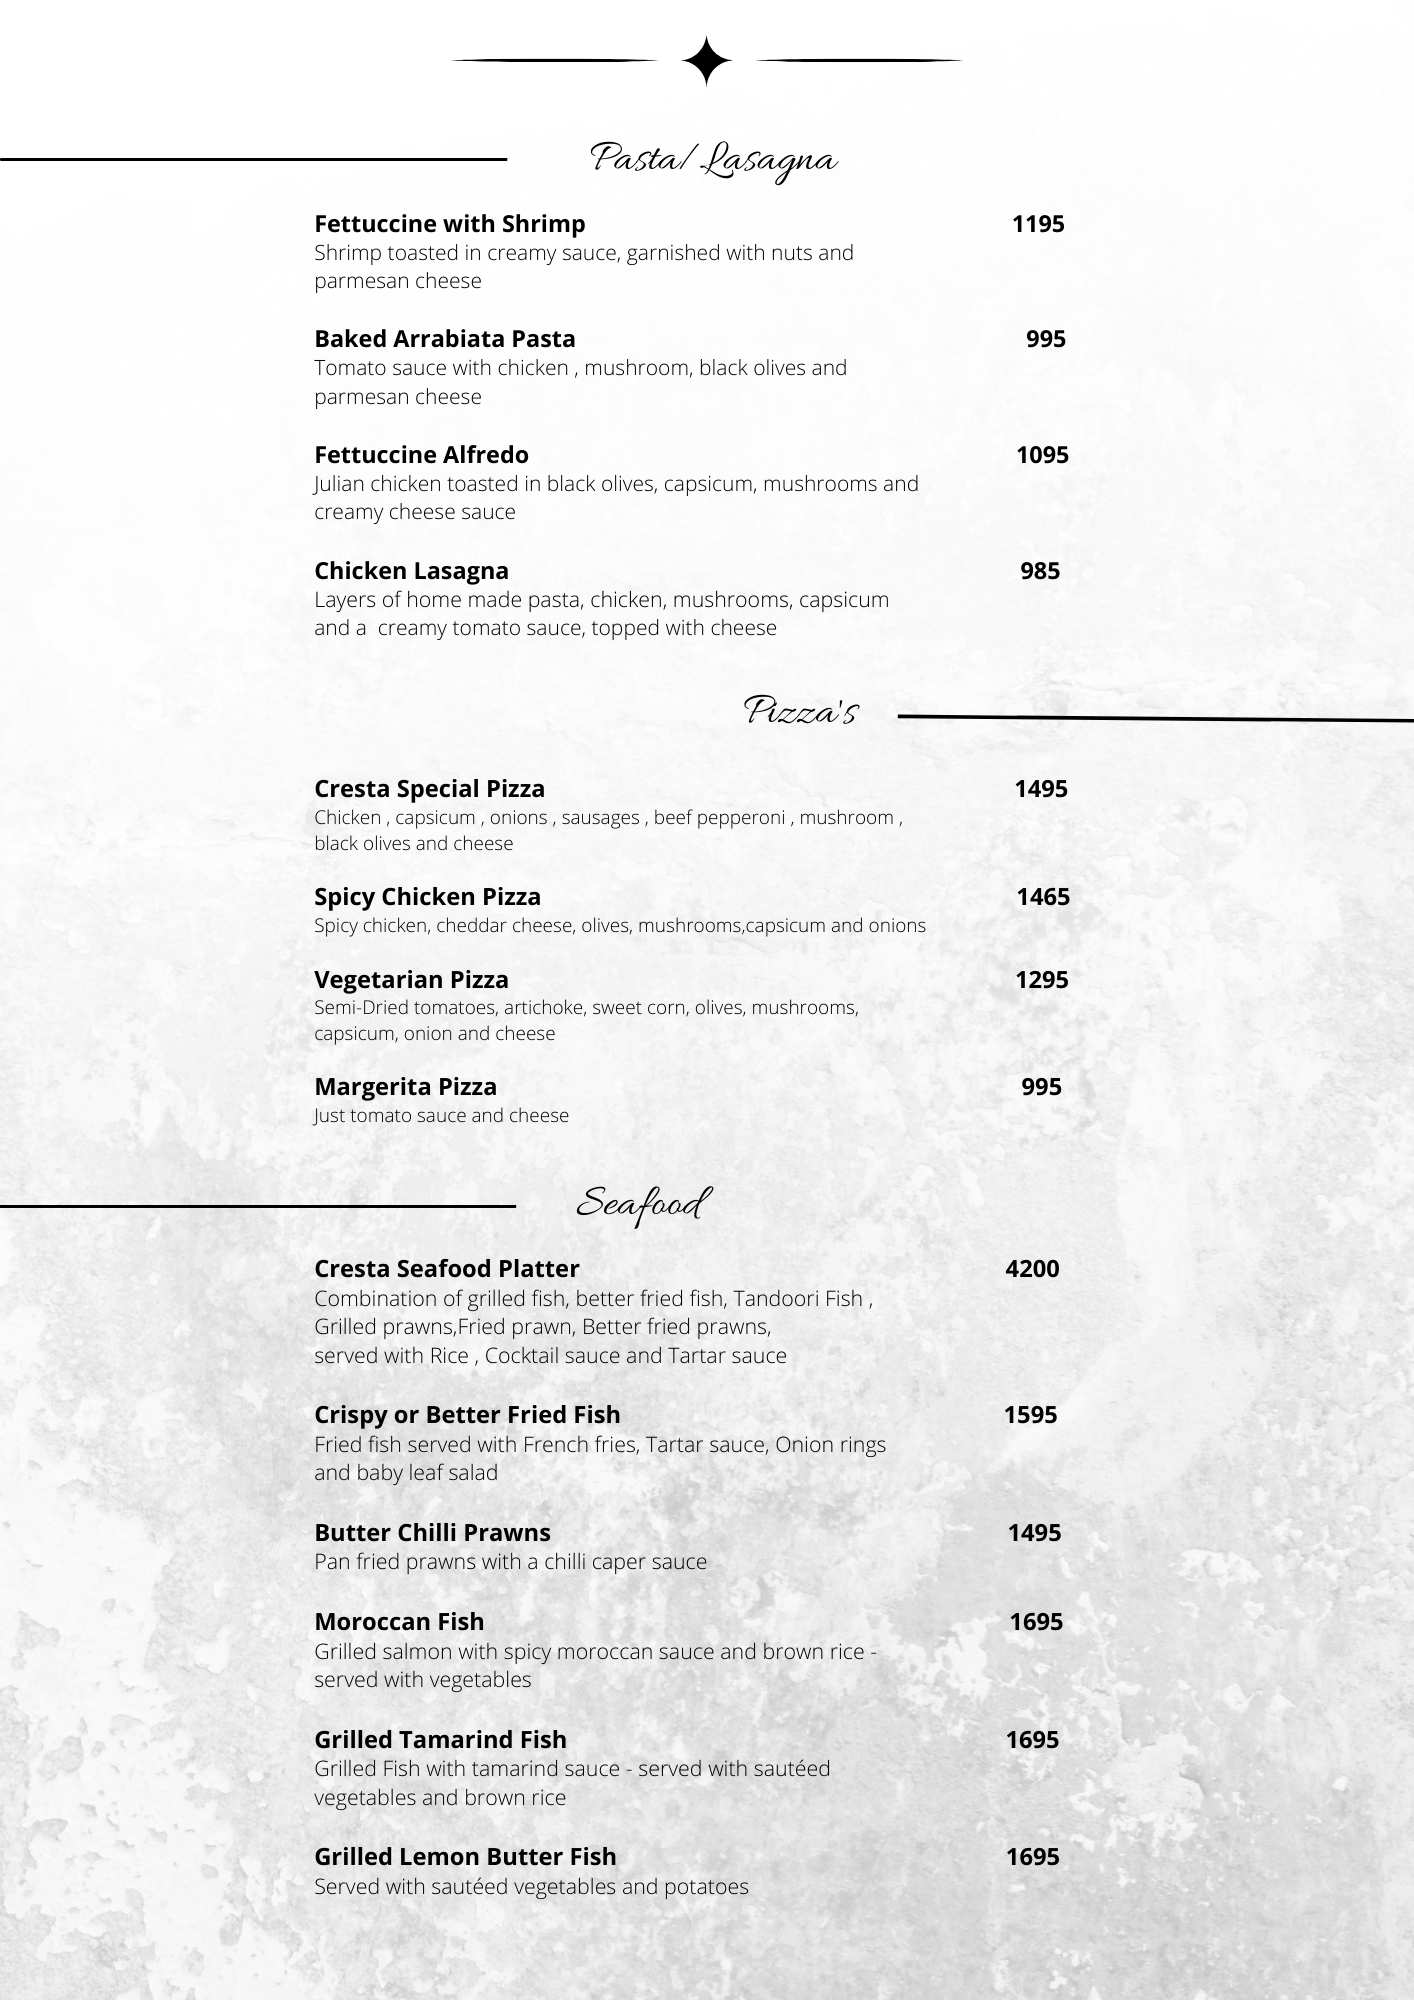 Pasta/ Lasagna
Fettuccine with Shrimp 1195
Shrimp toasted in creamy sauce, garnished with nuts and
parmesan cheese
Baked Arrabiata Pasta 995
Tomato sauce with chicken , mushroom, black olives and
parmesan cheese
Fettuccine Alfredo 1095
Julian chicken toasted in black olives, capsicum, mushrooms and
creamy cheese sauce
Chicken Lasagna 985
Layers of home made pasta, chicken, mushrooms, capsicum
and a  creamy tomato sauce, topped with cheese
Pizza's
Cresta Special Pizza 1495
Chicken , capsicum , onions , sausages , beef pepperoni , mushroom ,
black olives and cheese
Spicy Chicken Pizza 1465
Spicy chicken, cheddar cheese, olives, mushrooms,capsicum and onions
Vegetarian Pizza 1295
Semi-Dried tomatoes, artichoke, sweet corn, olives, mushrooms,
capsicum, onion and cheese
Margerita Pizza 995
Just tomato sauce and cheese
Seafood
Cresta Seafood Platter 4200
Combination of grilled fish, better fried fish, Tandoori Fish ,
Grilled prawns,Fried prawn, Better fried prawns,
served with Rice , Cocktail sauce and Tartar sauce
Crispy or Better Fried Fish 1595
Fried fish served with French fries, Tartar sauce, Onion rings
and baby leaf salad
Butter Chilli Prawns 1495
Pan fried prawns with a chilli caper sauce
Moroccan Fish 1695
Grilled salmon with spicy moroccan sauce and brown rice -
served with vegetables
Grilled Tamarind Fish 1695
Grilled Fish with tamarind sauce - served with sautéed
vegetables and brown rice
Grilled Lemon Butter Fish 1695
Served with sautéed vegetables and potatoes